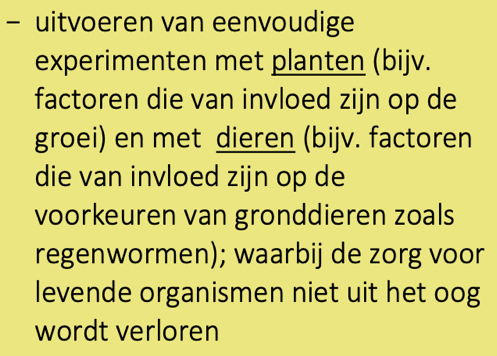 – uitvoeren van eenvoudige
experimenten met planten (bijv.
factoren die van invloed zijn op de
groei) en met dieren (bijv. factoren
die van invloed zijn op de
voorkeuren van gronddieren zoals
regenwormen); waarbij de zorg voor
levende organismen niet uit het oog
wordt verloren